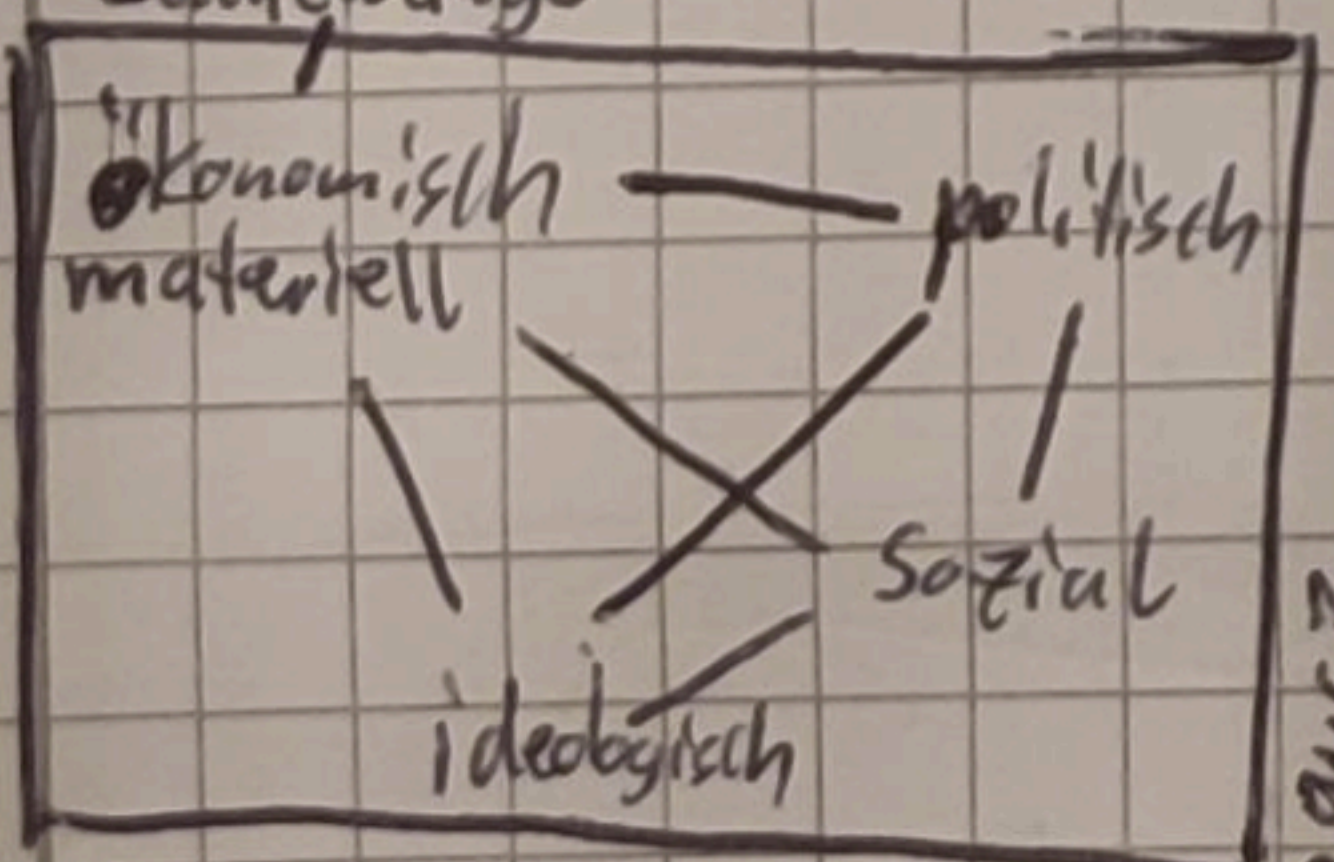 ökonomisch
politisch
materiell
Sozial
ideologisch